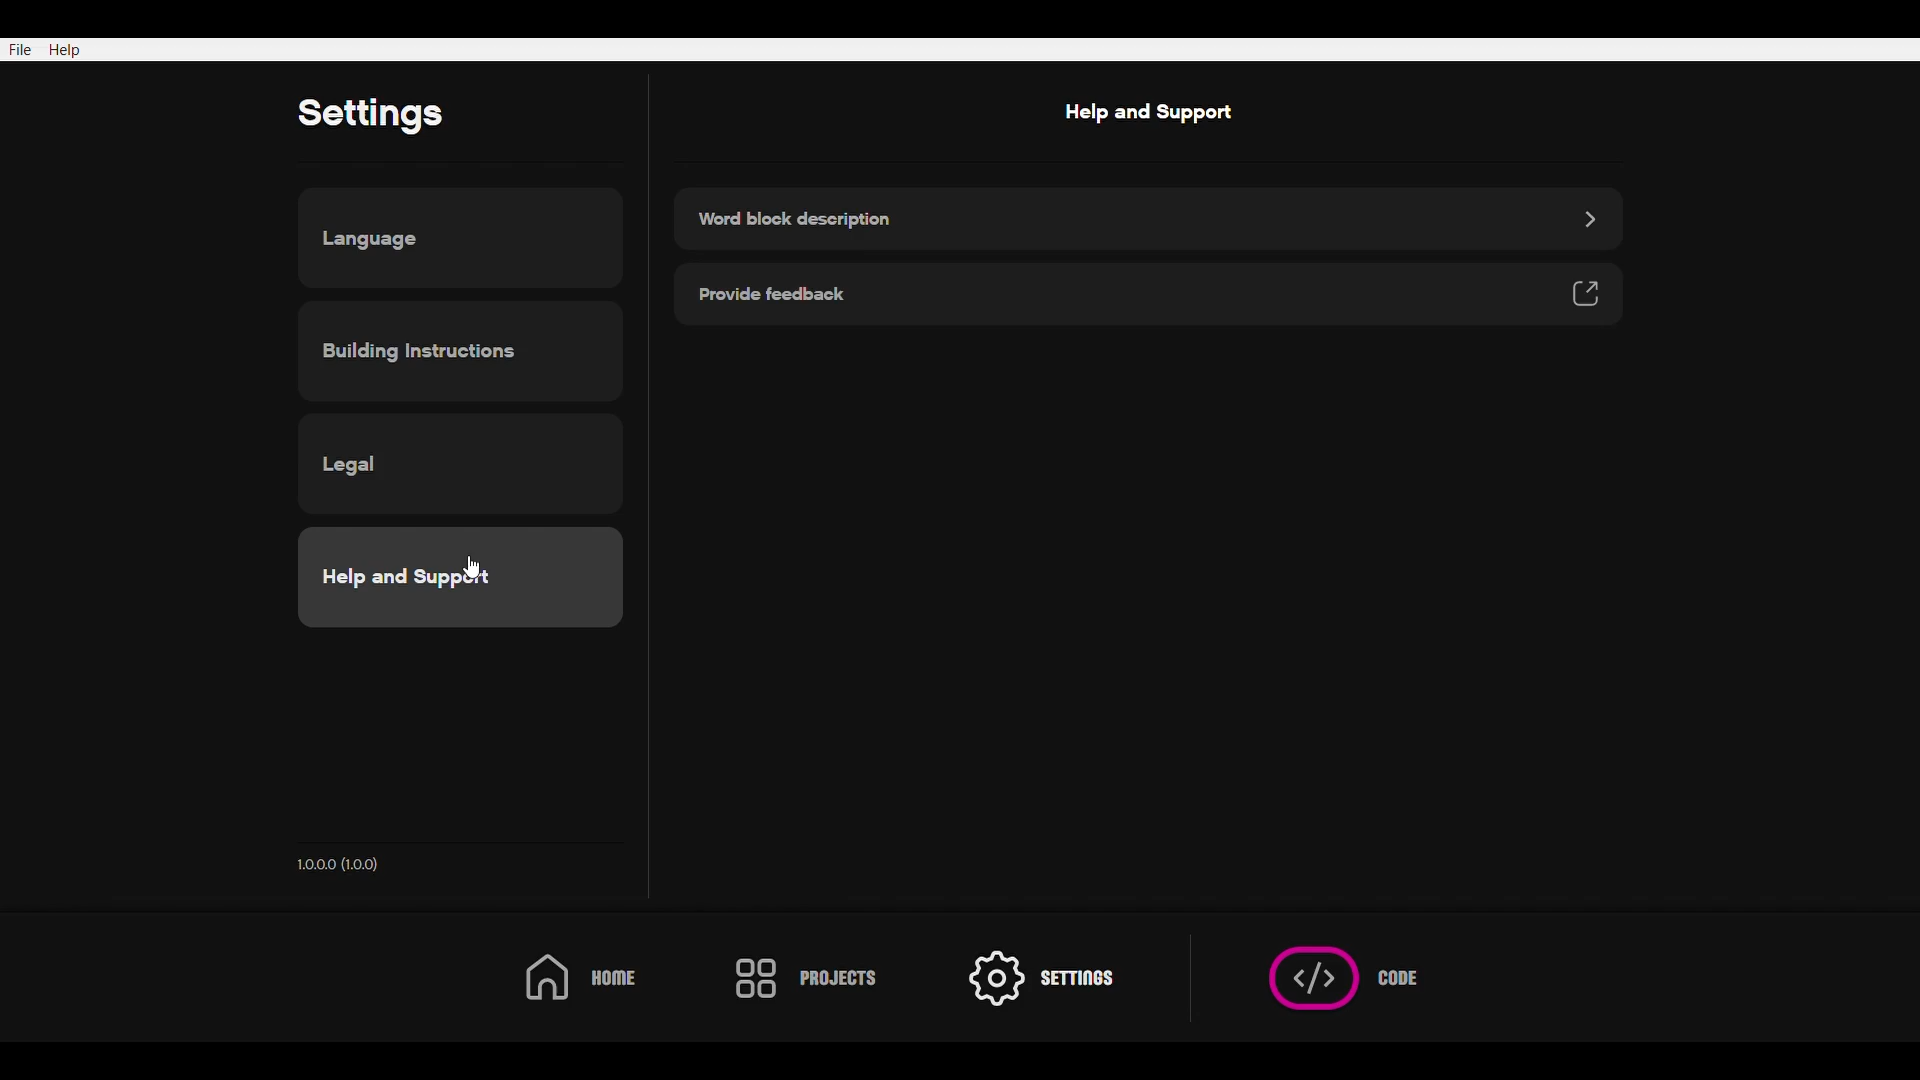 File Help
Settings
Help and Support
Language
Building Instructions
Legal
Help and Support
1.0.0.0 (1.0.0)
Word block description
Provide feedback
HOME
PROJECTS
SETTINGS
</> CODE